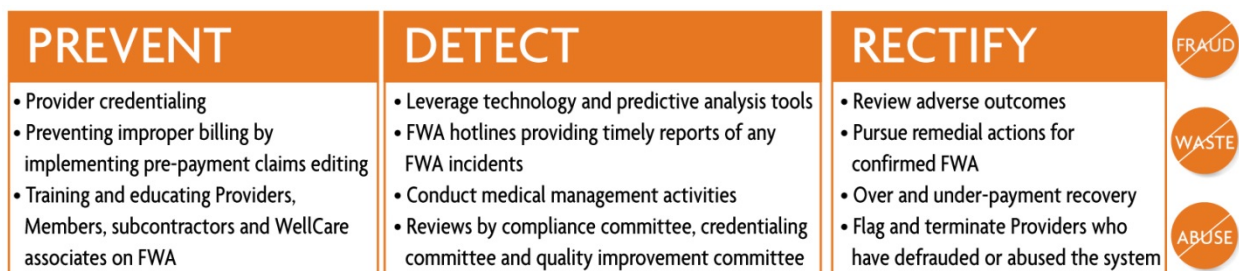 PREVENT
• Provider credentialing
• Preventing improper billing by
implementing pre-payment claims editing
• Training and educating Providers,
Members, subcontractors and WellCare
associates on FWA
DETECT
• Leverage technology and predictive analysis tools
• FWA hotlines providing timely reports of any
FWA incidents
• Conduct medical management activities
• Reviews by compliance committee, credentialing
committee and quality improvement committee
RECTIFY
• Review adverse outcomes
• Pursue remedial actions for
confirmed FWA
• Over and under-payment recovery
• Flag and terminate Providers who
have defrauded or abused the system
FRAUD
WASTE
ABUSE